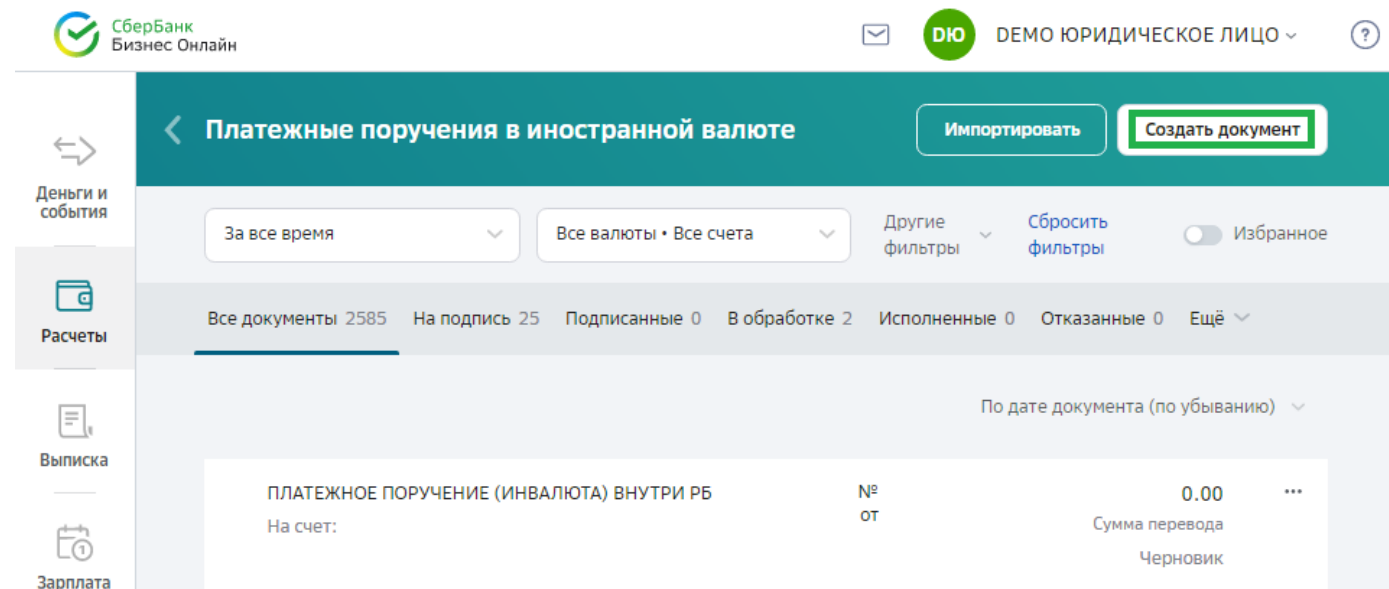 СберБанк
Бизнес Онлайн
ДЮ
DEMO ЮРИДИЧЕСКОЕ ЛИЦО
?
Платежные поручения в иностранной валюте
Импортировать
Создать документ
Деньги и
события
За все время
Все валюты • Все счета
Другие
фильтры
Сбросить
фильтры
Избранное
Расчеты
Все документы 2585 На подпись 25 Подписанные 0 В обработке 2 Исполненные 0 Отказанные 0 Ещё
По дате документа (по убыванию)
Выписка
ПЛАТЕЖНОЕ ПОРУЧЕНИЕ (ИНВАЛЮТА) ВНУТРИ РБ
На счет:
№
от
0.00
Сумма перевода
Черновик
1
Зарплата